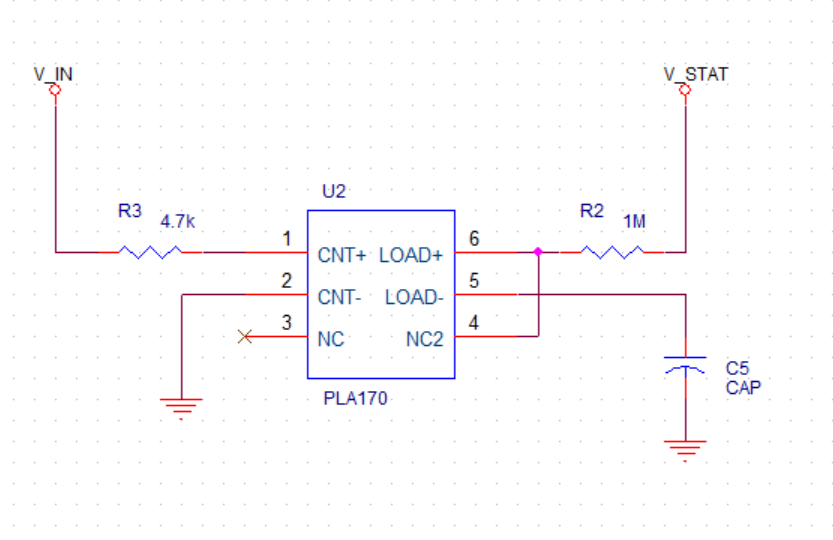 V_IN
V_STAT
U2
R3
4.7k
R2
1M
1
CNT+
LOAD+
6
2
CNT-
LOAD-
5
3
NC
NC2
4
PLA170
C5
CAP